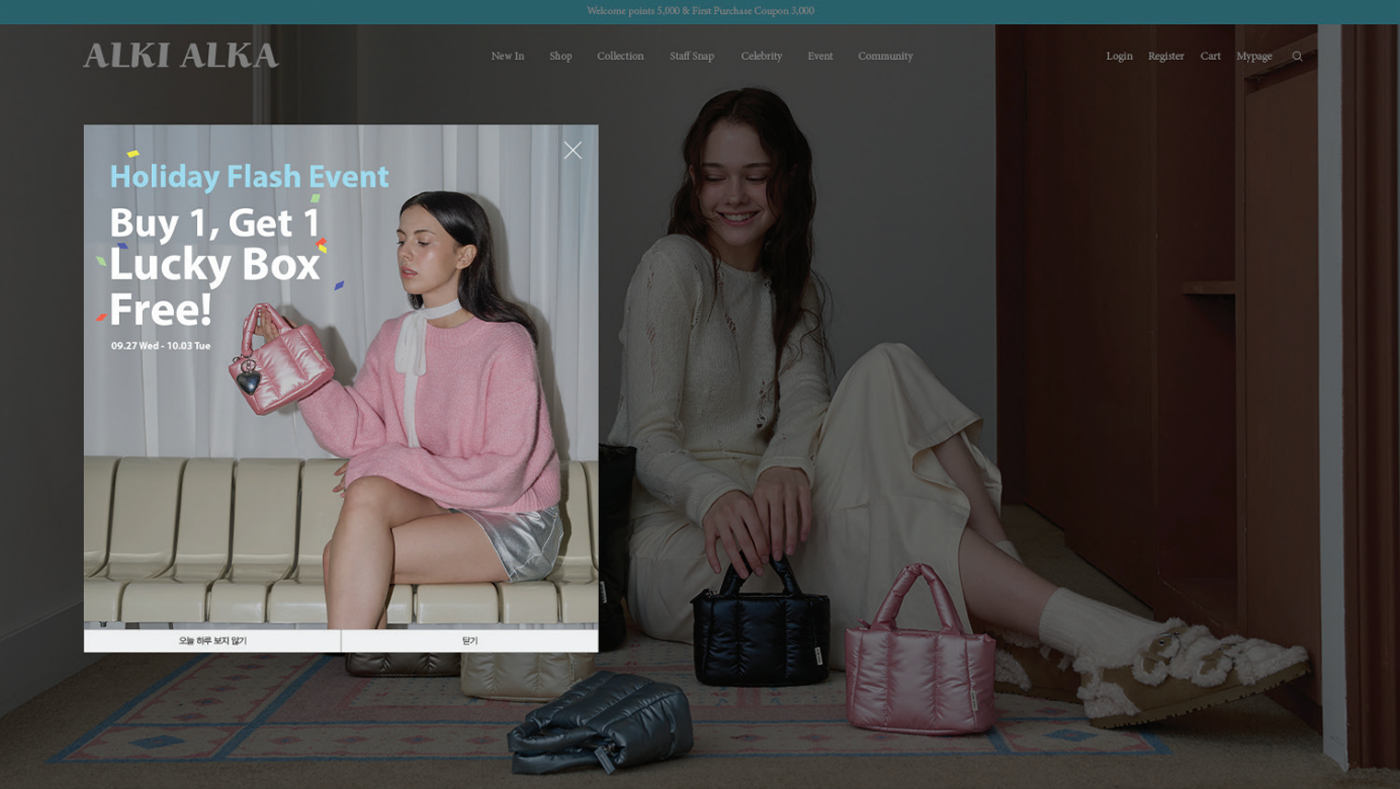 Welcome points 5,000 & First Purchase Coupon 3,000
ALKI ALKA
New In Shop Collection Staff Snap Celebrity Event Community
Login Register Cart Mypage
Holiday Flash Event
Buy 1, Get 1
Lucky Box
Free!
09.27 Wed - 10.03 Tue
오늘 하루 보지 않기 닫기